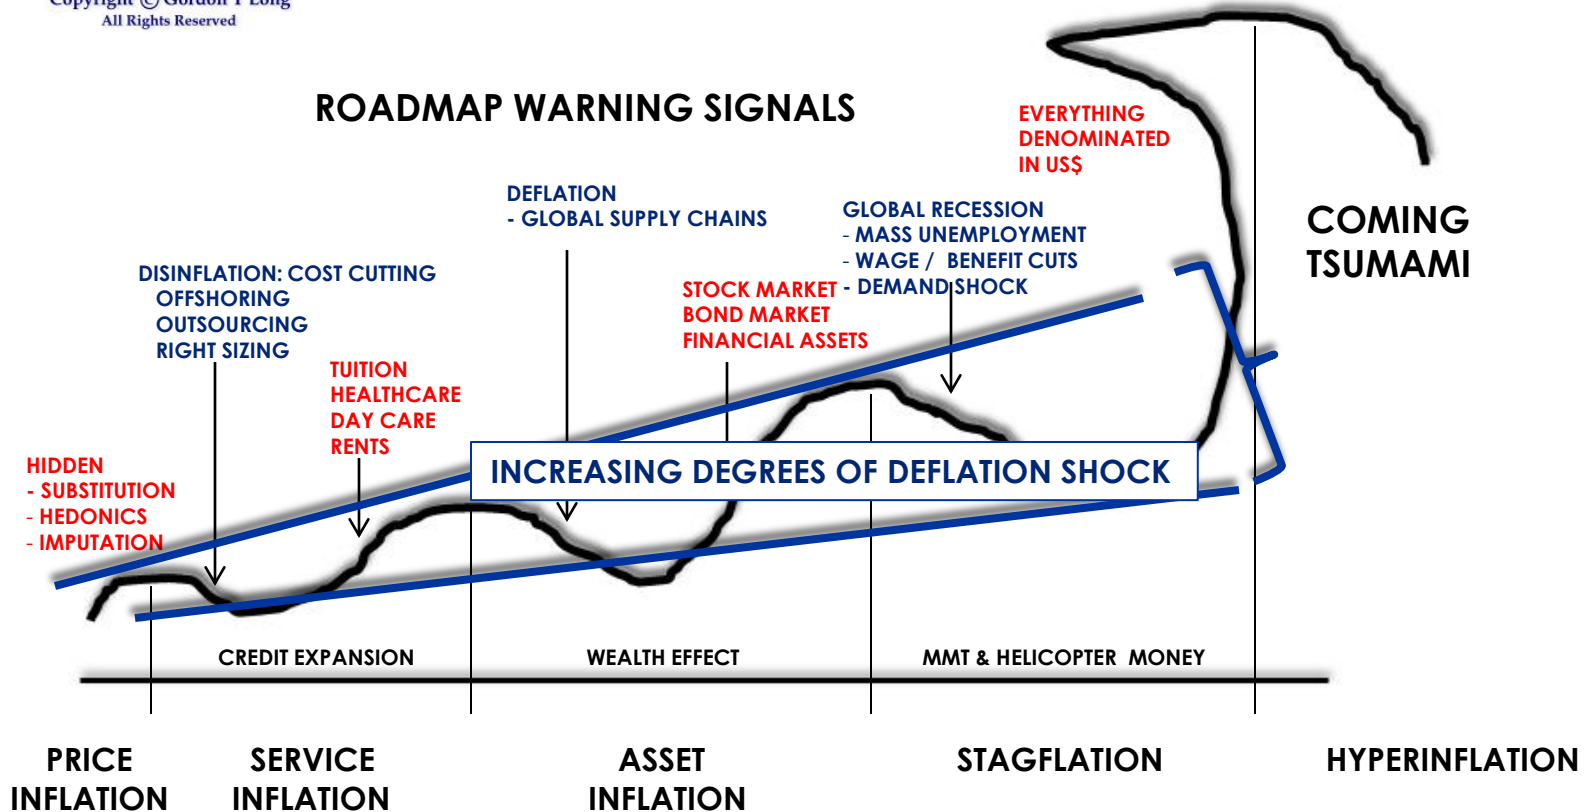 Copyright © Gordon T Long
All Rights Reserved
ROADMAP WARNING SIGNALS
EVERYTHING
DENOMINATED
IN US$
DEFLATION
- GLOBAL SUPPLY CHAINS
GLOBAL RECESSION
- MASS UNEMPLOYMENT
- WAGE / BENEFIT CUTS
- DEMAND SHOCK
COMING
TSUMAMI
DISINFLATION: COST CUTTING
OFFSHORING
OUTSOURCING
RIGHT SIZING
STOCK MARKET
BOND MARKET
FINANCIAL ASSETS
TUITION
HEALTHCARE
DAY CARE
RENTS
HIDDEN
- SUBSTITUTION
- HEDONICS
- IMPUTATION
INCREASING DEGREES OF DEFLATION SHOCK
CREDIT EXPANSION
WEALTH EFFECT
MMT & HELICOPTER MONEY
PRICE
INFLATION
SERVICE
INFLATION
ASSET
INFLATION
STAGFLATION
HYPERINFLATION